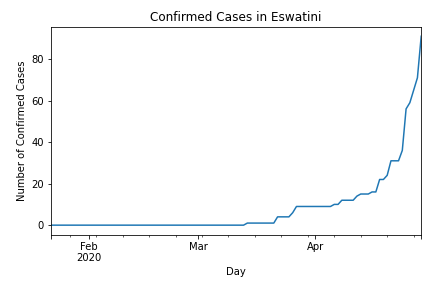 Confirmed Cases in Eswatini
Number of Confirmed Cases
80
60
40
20
0
Feb
2020
Mar
Apr
Day